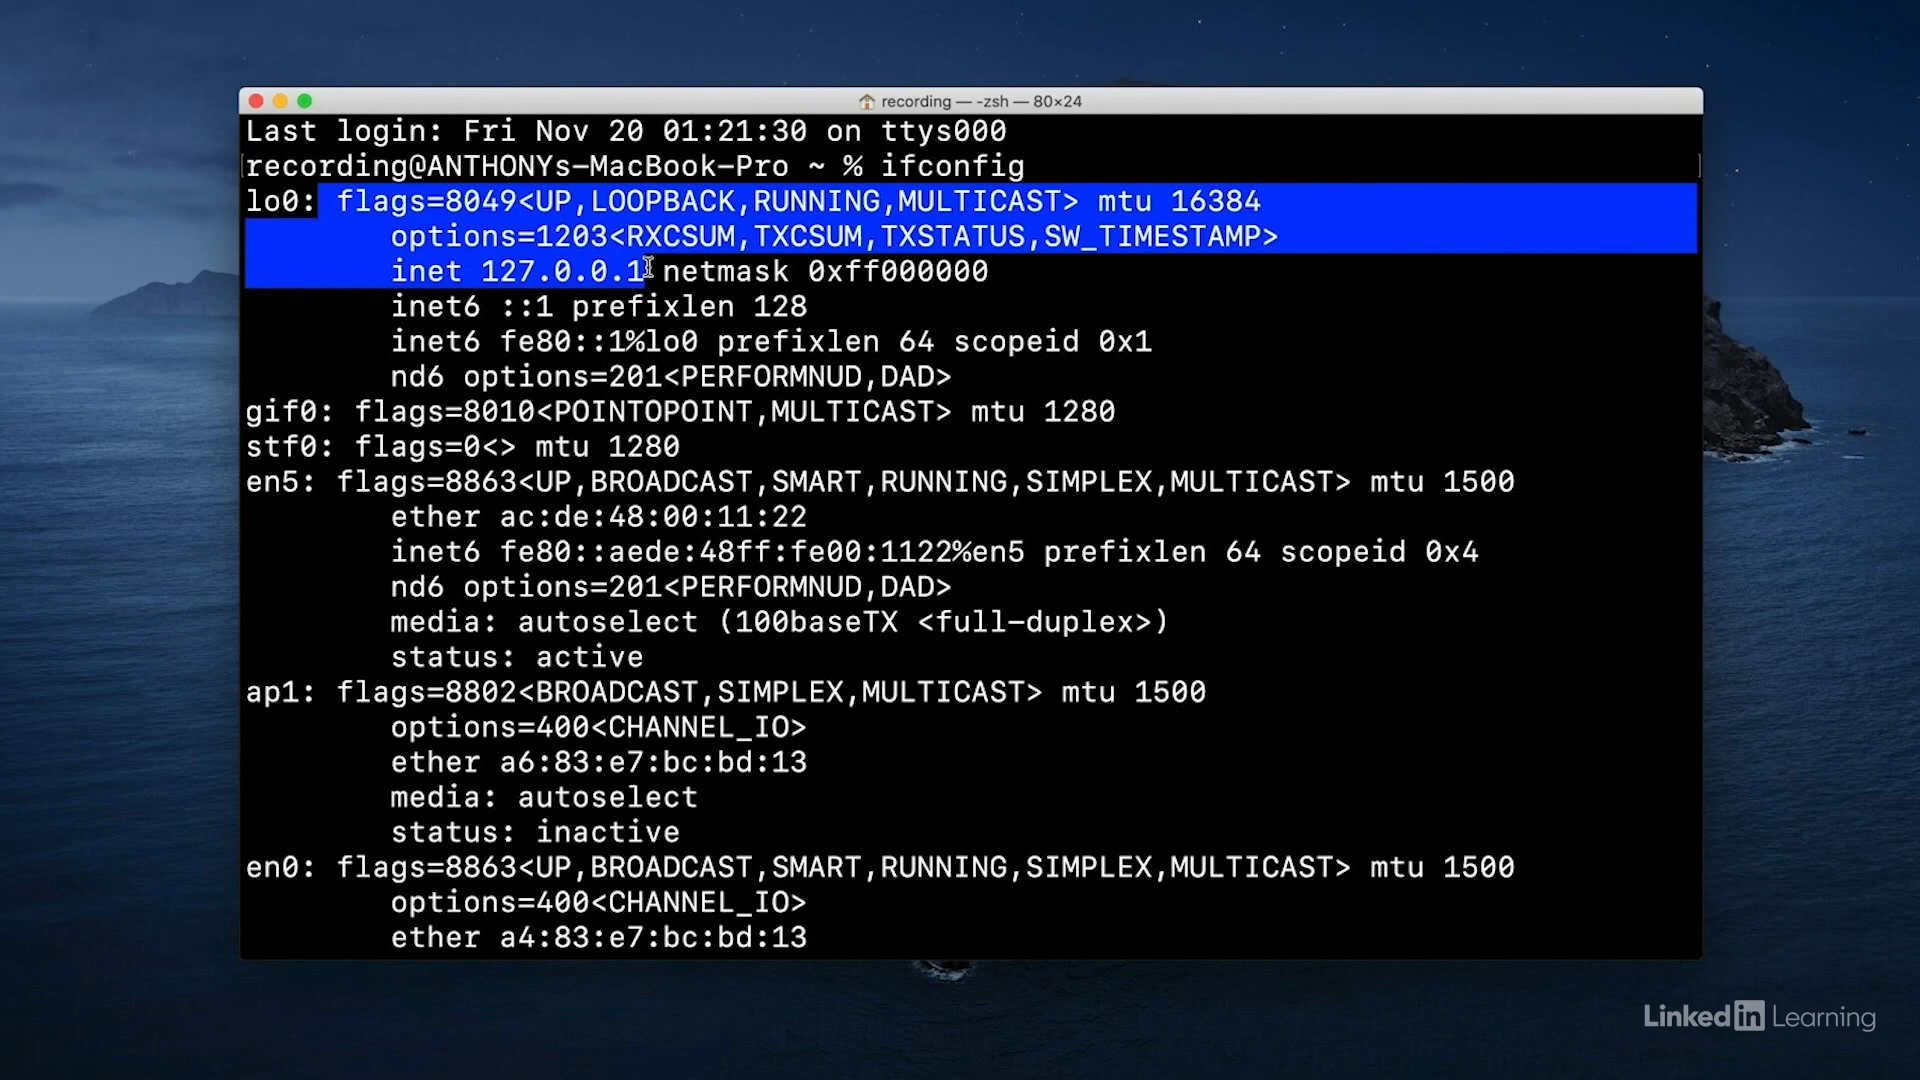 recording — -zsh — 80×24
Last login: Fri Nov 20 01:21:30 on ttys000
[recording@ANTHONYs-MacBook-Pro ~ % ifconfig ]
lo0: flags=8049<UP,LOOPBACK,RUNNING,MULTICAST> mtu 16384
options=1203<RXCSUM,TXCSUM,TXSTATUS,SW_TIMESTAMP>
inet 127.0.0.1 netmask 0xff000000
inet6 ::1 prefixlen 128
inet6 fe80::1%lo0 prefixlen 64 scopeid 0x1
nd6 options=201<PERFORMNUD,DAD>
gif0: flags=8010<POINTOPOINT,MULTICAST> mtu 1280
stf0: flags=0<> mtu 1280
en5: flags=8863<UP,BROADCAST,SMART,RUNNING,SIMPLEX,MULTICAST> mtu 1500
ether ac:de:48:00:11:22
inet6 fe80::aede:48ff:fe00:1122%en5 prefixlen 64 scopeid 0x4
nd6 options=201<PERFORMNUD,DAD>
media: autoselect (100baseTX <full-duplex>)
status: active
ap1: flags=8802<BROADCAST,SIMPLEX,MULTICAST> mtu 1500
options=400<CHANNEL_IO>
ether a6:83:e7:bc:bd:13
media: autoselect
status: inactive
en0: flags=8863<UP,BROADCAST,SMART,RUNNING,SIMPLEX,MULTICAST> mtu 1500
options=400<CHANNEL_IO>
ether a4:83:e7:bc:bd:13
LinkedIn Learning